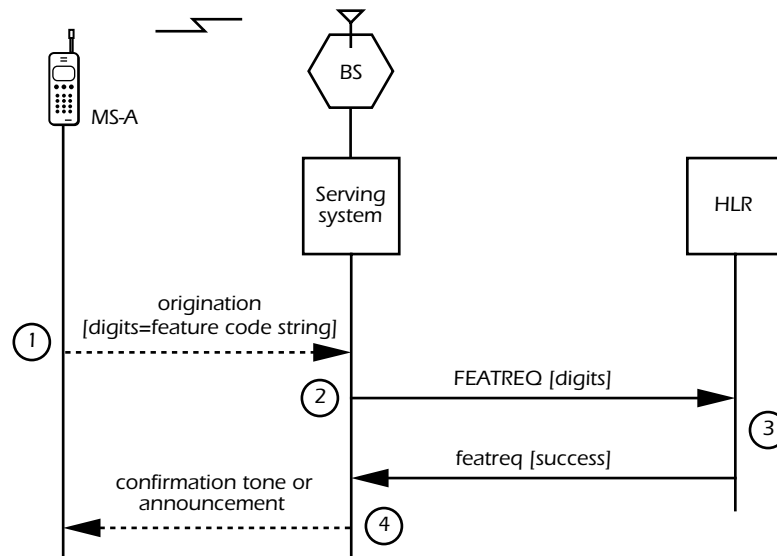 BS
MS-A
Serving
system
HLR
origination
[digits=feature code string]
1
FEATREQ [digits]
2
3
featreq [success]
confirmation tone or
announcement
4